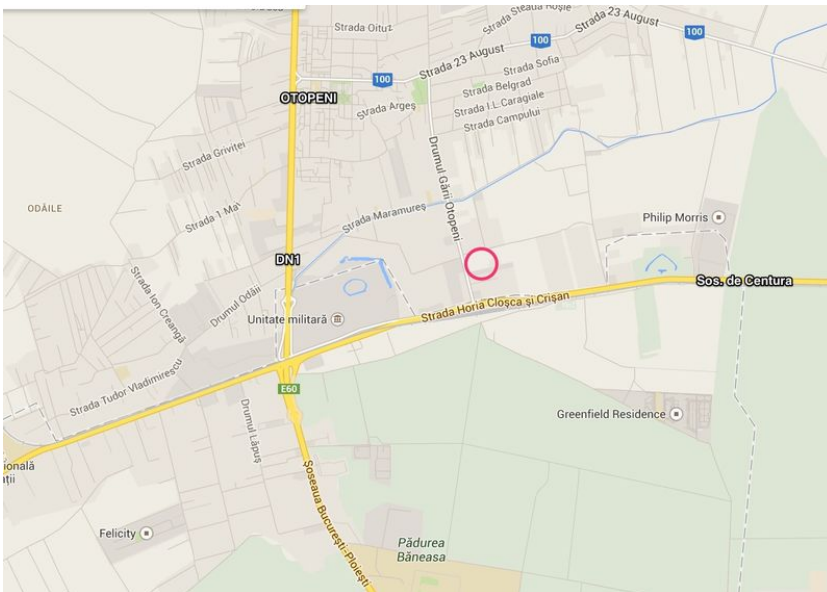 Strada Oituz
Strada Steaua Roșie
Strada 23 August
100
100
Strada 23 August
100
Strada Sofia
OTOPENI
Strada Belgrad
Strada Argeș
Strada I.L.Caragiale
Strada Campului
Strada Griviței
Drumul Gării Otopeni
ODĂILE
Strada 1 Mai
Strada Maramureș
Philip Morris
DN1
Sos. de Centura
Strada Ion Creangă
Drumul Odăii
Unitate militară
Strada Horia Cloșca și Crișan
Strada Tudor Vladimirescu
E60
Drumul Lăpuș
Greenfield Residence
Șoseaua București-Ploiești
Felicity
Pădurea
Băneasa